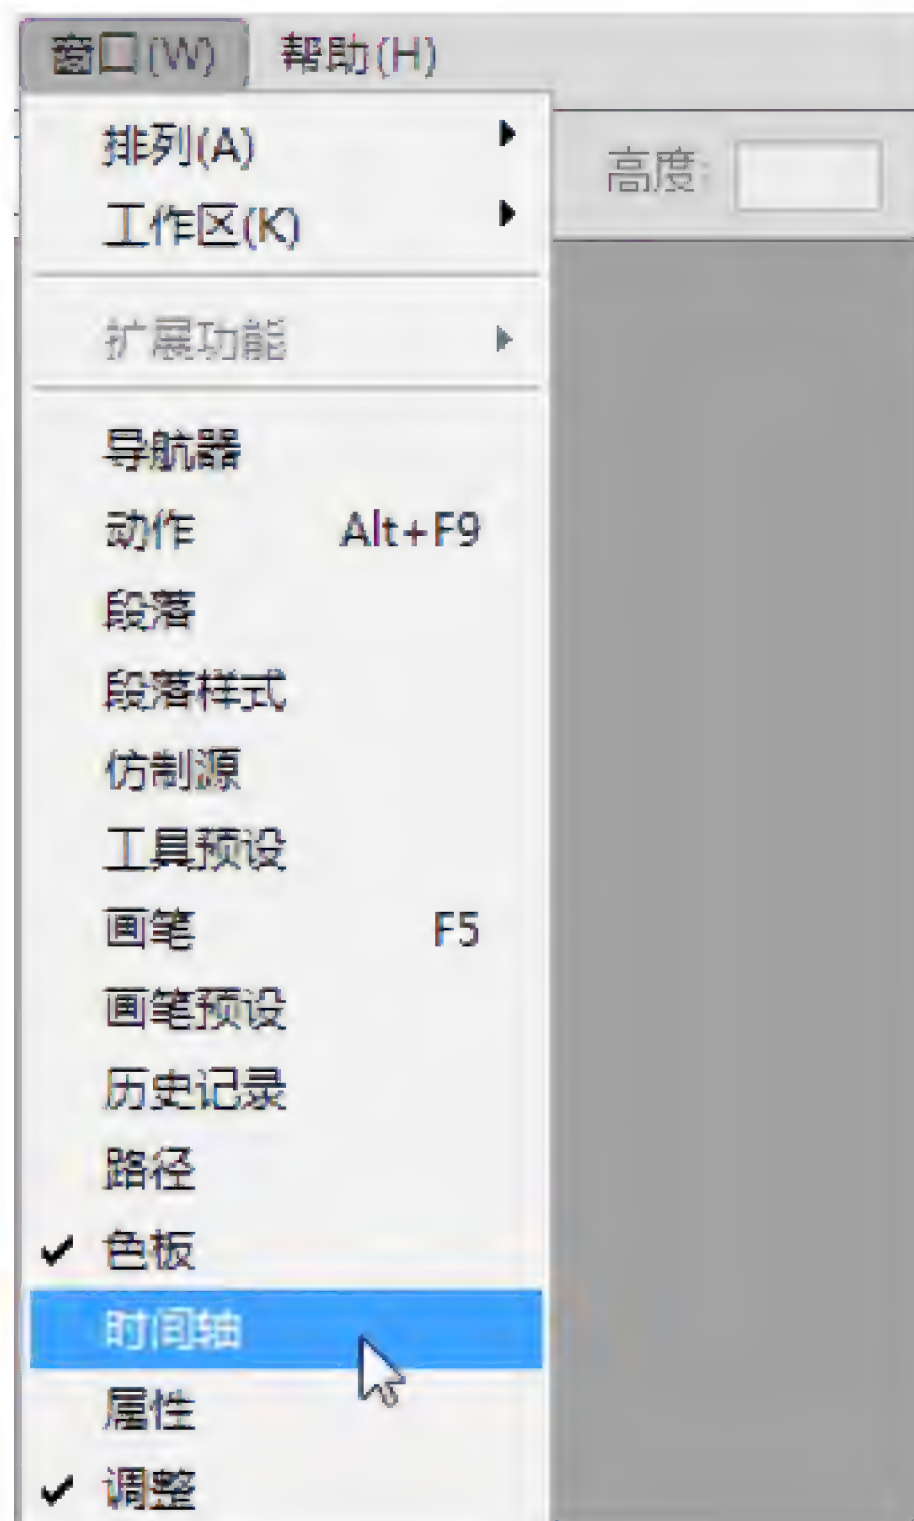 窗口(W) 帮助(H)
排列(A)
高度:
工作区(K)
扩展功能
导航器
动作 Alt+F9
段落
段落样式
仿制源
工具预设
画笔 F5
画笔预设
历史记录
路径
色板
时间轴
属性
调整